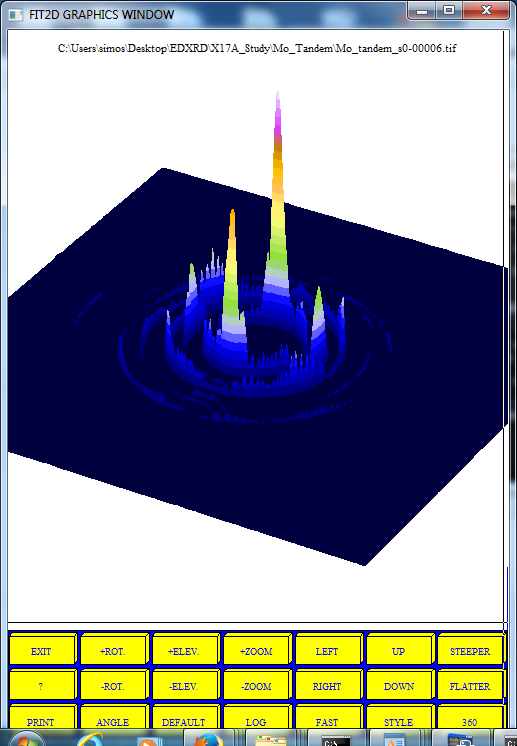 FIT2D GRAPHICS WINDOW
C:\Users\simos\Desktop\EDXRD\X17A_Study\Mo_Tandem\Mo_tandem_s0-00006.tif
EXIT +ROT. +ELEV. +ZOOM LEFT UP STEEPER
? -ROT. -ELEV. -ZOOM RIGHT DOWN FLATTER
PRINT ANGLE DEFAULT LOG FAST STYLE 360